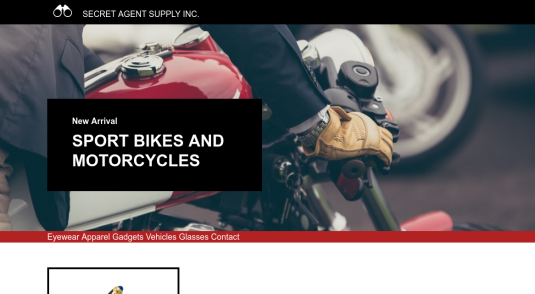 SECRET AGENT SUPPLY INC.
New Arrival
SPORT BIKES AND
MOTORCYCLES
Eyewear Apparel Gadgets Vehicles Glasses Contact